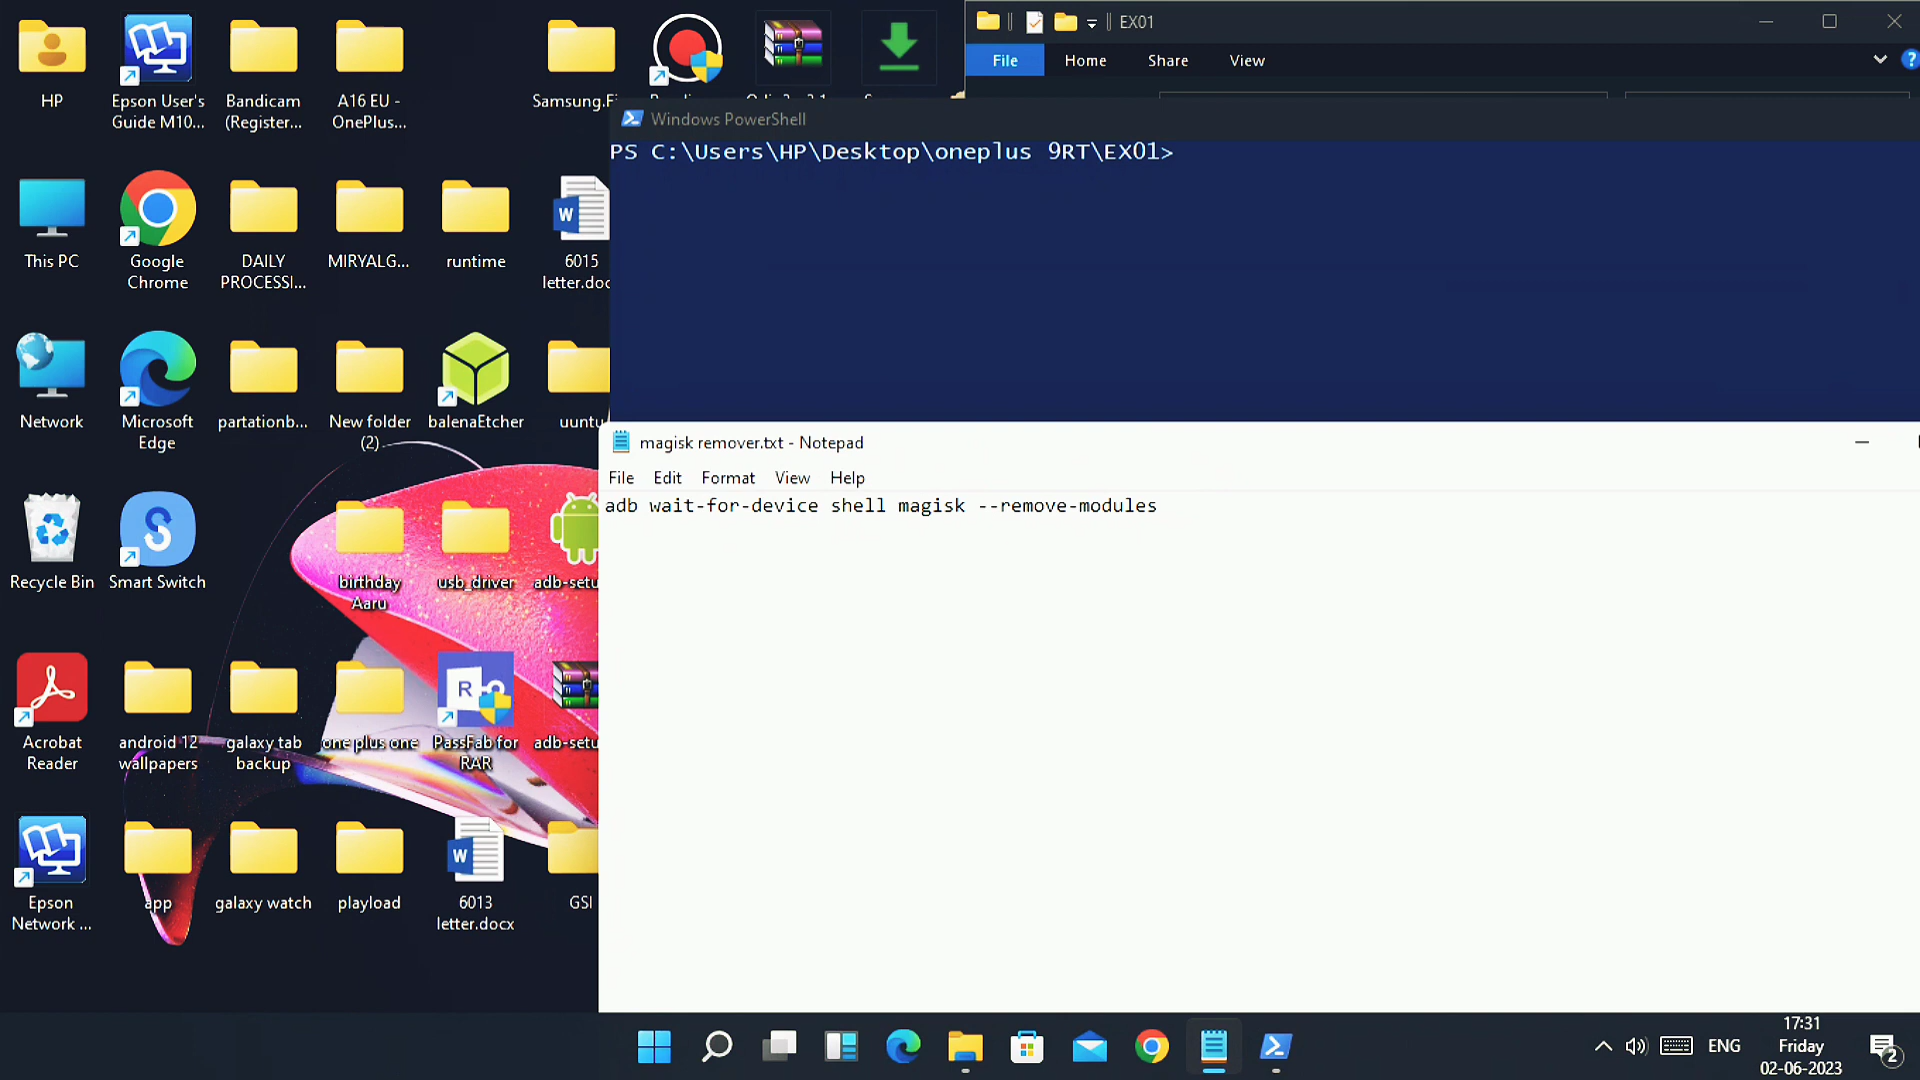 HP
Epson User's
Guide M10...
Bandicam
(Register...
A16 EU -
OnePlus...
Samsung.Fi
EX01
File
Home
Share
View
Windows PowerShell
PS C:\Users\HP\Desktop\oneplus 9RT\EX01>
This PC
Google
Chrome
DAILY
PROCESSI...
MIRYALG...
runtime
6015
letter.doc
Network
Microsoft
Edge
partationb...
New folder
(2)
balenaEtcher
uuntu
magisk remover.txt - Notepad
File
Edit
Format
View
Help
adb wait-for-device shell magisk --remove-modules
Recycle Bin
Smart Switch
birthday
Aaru
usb_driver
adb-setu
Acrobat
Reader
android 12
wallpapers
galaxy tab
backup
one plus one
PassFab for
RAR
adb-setu
Epson
Network ...
app
galaxy watch
playload
6013
letter.docx
GSI
ENG
17:31
Friday
02-06-2023
2